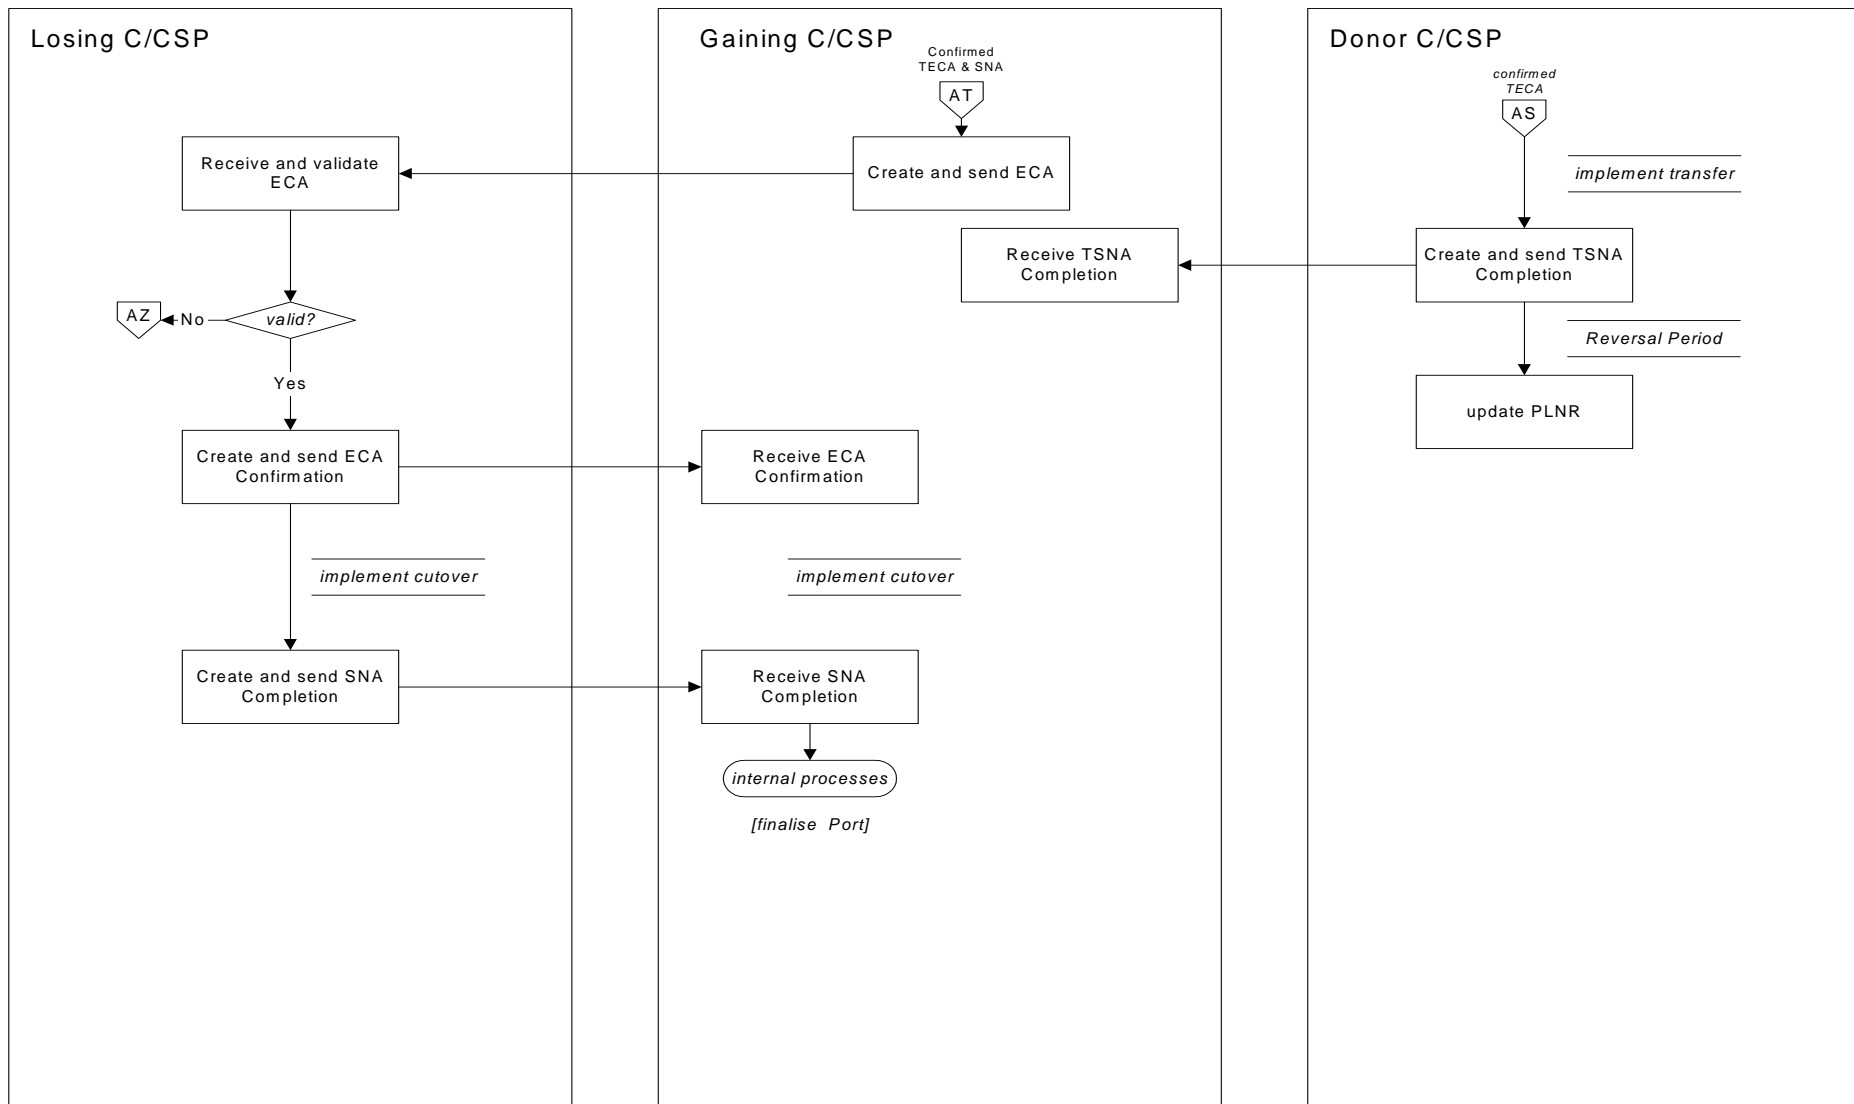 Losing C/CSP
Gaining C/CSP
Donor C/CSP
Confirmed
TECA & SNA
AT
confirmed
TECA
AS
Receive and validate
ECA
Create and send ECA
implement transfer
Receive TSNA
Completion
Create and send TSNA
Completion
AZ
No
valid?
Reversal Period
Yes
update PLNR
Create and send ECA
Confirmation
Receive ECA
Confirmation
implement cutover
implement cutover
Create and send SNA
Completion
Receive SNA
Completion
internal processes
[finalise Port]